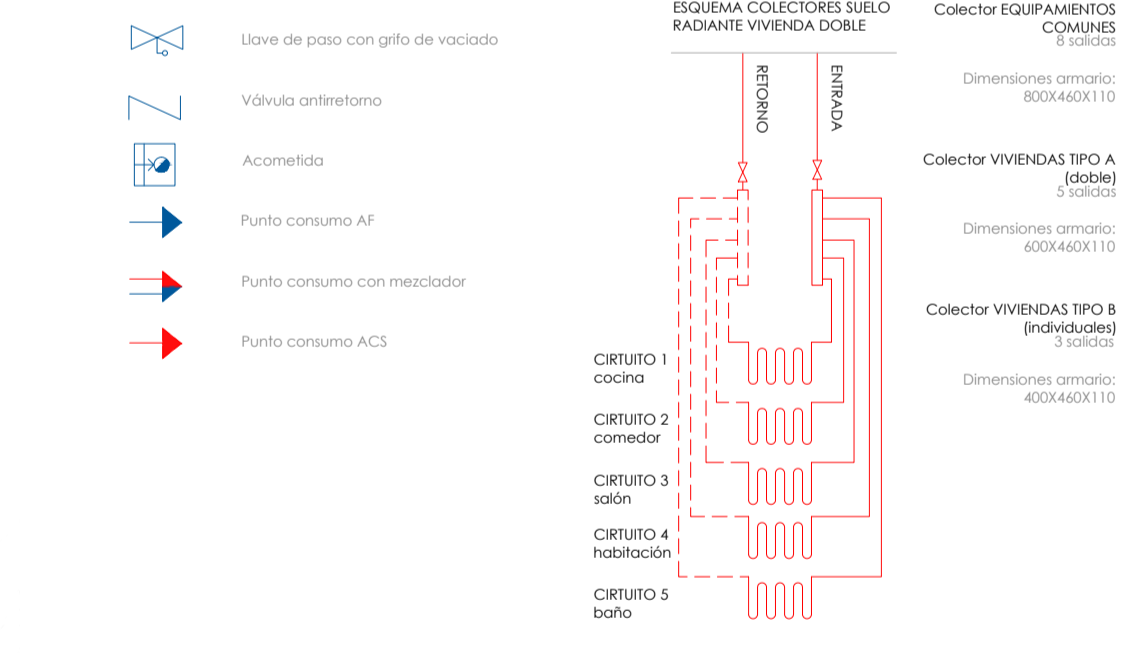 Llave de paso con grifo de vaciado
Válvula antirretorno
Acometida
Punto consumo AF
Punto consumo con mezclador
Punto consumo ACS
ESQUEMA COLECTORES SUELO
RADIANTE VIVIENDA DOBLE
RETORNO
ENTRADA
CIRTUITO 1
cocina
CIRTUITO 2
comedor
CIRTUITO 3
salón
CIRTUITO 4
habitación
CIRTUITO 5
baño
Colector EQUIPAMIENTOS
COMUNES
8 salidas
Dimensiones armario:
800X460X110
Colector VIVIENDAS TIPO A
(doble)
5 salidas
Dimensiones armario:
600X460X110
Colector VIVIENDAS TIPO B
(individuales)
3 salidas
Dimensiones armario:
400X460X110